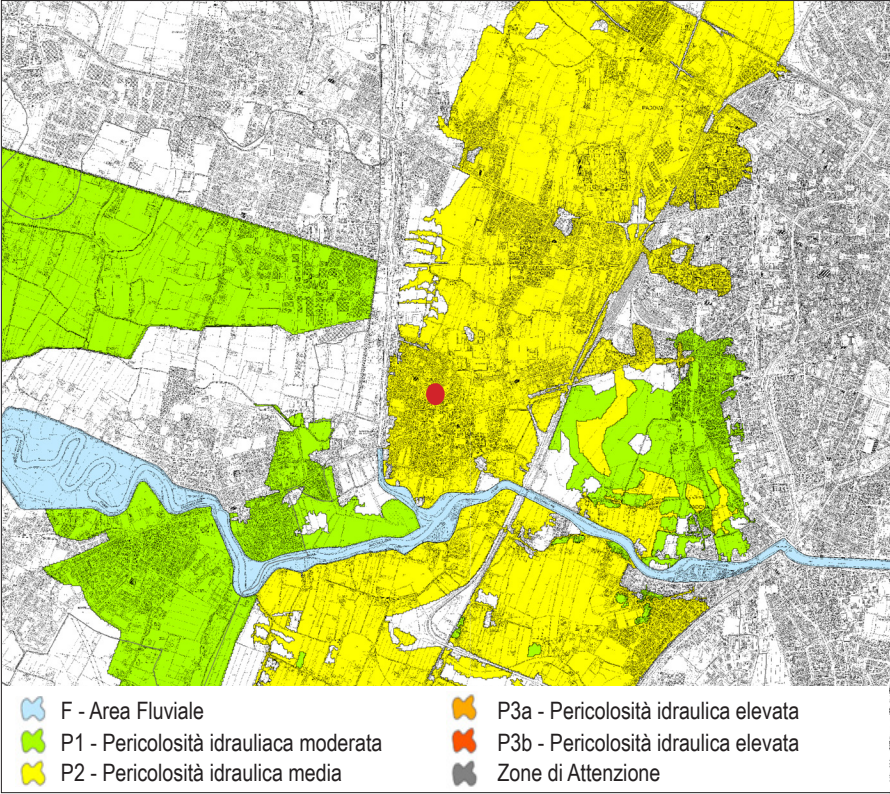 PADOVA
F - Area Fluviale
P1 - Pericolosità idrauliaca moderata
P2 - Pericolosità idraulica media
P3a - Pericolosità idraulica elevata
P3b - Pericolosità idraulica elevata
Zone di Attenzione